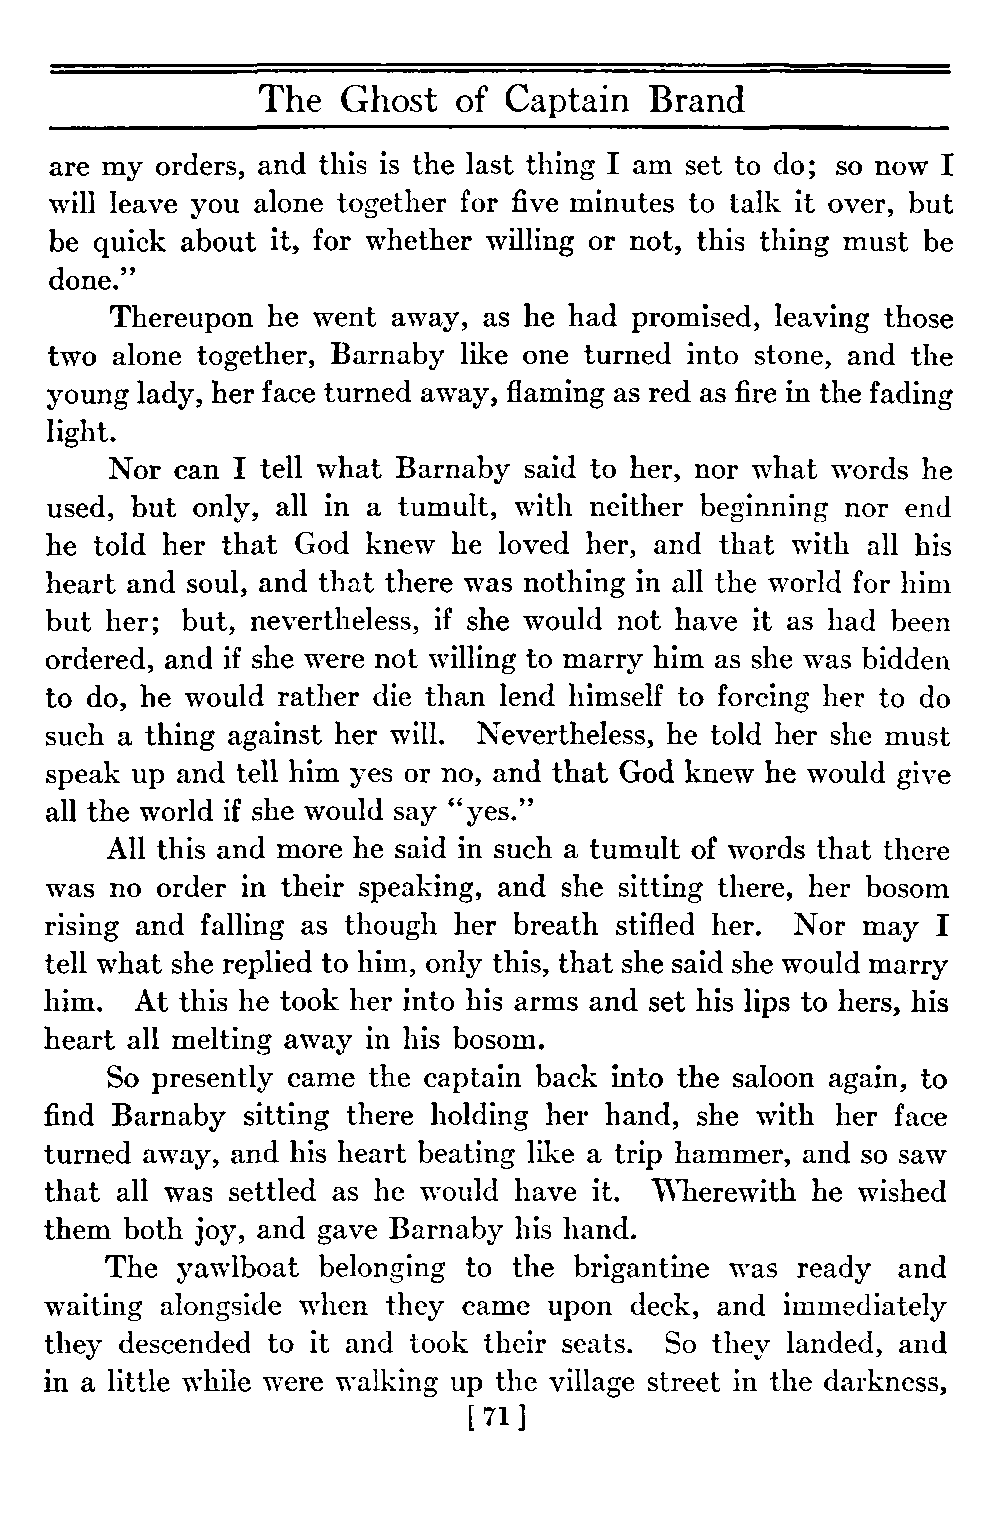 The Ghost of Captain Brand
are my orders, and this is the last thing I am set to do; so now I
will leave you alone together for five minutes to talk it over, but
be quick about it, for whether willing or not, this thing must be
done.”
Thereupon he went away, as he had promised, leaving those
two alone together, Barnaby like one turned into stone, and the
young lady, her face turned away, flaming as red as fire in the fading
light.
Nor can I tell what Barnaby said to her, nor what words he
used, but only, all in a tumult, with neither beginning nor end
he told her that God knew he loved her, and that with all his
heart and soul, and that there was nothing in all the world for him
but her; but, nevertheless, if she would not have it as had been
ordered, and if she were not willing to marry him as she was bidden
to do, he would rather die than lend himself to forcing her to do
such a thing against her will. Nevertheless, he told her she must
speak up and tell him yes or no, and that God knew he would give
all the world if she would say “yes.”
All this and more he said in such a tumult of words that there
was no order in their speaking, and she sitting there, her bosom
rising and falling as though her breath stifled her. Nor may I
tell what she replied to him, only this, that she said she would marry
him. At this he took her into his arms and set his lips to hers, his
heart all melting away in his bosom.
So presently came the captain back into the saloon again, to
find Barnaby sitting there holding her hand, she with her face
turned away, and his heart beating like a trip hammer, and so saw
that all was settled as he would have it. Wherewith he wished
them both joy, and gave Barnaby his hand.
The yawlboat belonging to the brigantine was ready and
waiting alongside when they came upon deck, and immediately
they descended to it and took their seats. So they landed, and
in a little while were walking up the village street in the darkness,
[ 71 ]